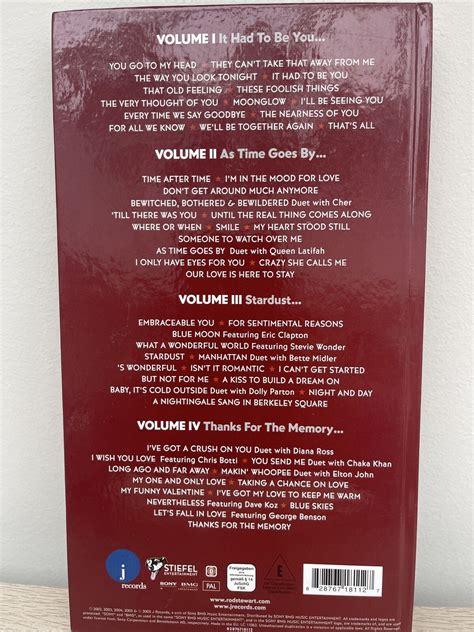 VOLUME I It Had To Be You...
YOU GO TO MY HEAD ★ THEY CAN'T TAKE THAT AWAY FROM ME
THE WAY YOU LOOK TONIGHT ★ IT HAD TO BE YOU
THAT OLD FEELING ★ THESE FOOLISH THINGS
THE VERY THOUGHT OF YOU ★ MOONGLOW ★ I'LL BE SEEING YOU
EVERY TIME WE SAY GOODBYE ★ THE NEARNESS OF YOU
FOR ALL WE KNOW ★ WE'LL BE TOGETHER AGAIN ★ THAT'S ALL
VOLUME II As Time Goes By...
TIME AFTER TIME ★ I'M IN THE MOOD FOR LOVE
DON'T GET AROUND MUCH ANYMORE
BEWITCHED, BOTHERED & BEWILDERED Duet with Cher
'TILL THERE WAS YOU ★ UNTIL THE REAL THING COMES ALONG
WHERE OR WHEN ★ SMILE ★ MY HEART STOOD STILL
SOMEONE TO WATCH OVER ME
AS TIME GOES BY Duet with Queen Latifah
I ONLY HAVE EYES FOR YOU ★ CRAZY SHE CALLS ME
OUR LOVE IS HERE TO STAY
VOLUME III Stardust...
EMBRACEABLE YOU ★ FOR SENTIMENTAL REASONS
BLUE MOON Featuring Eric Clapton
WHAT A WONDERFUL WORLD Featuring Stevie Wonder
STARDUST ★ MANHATTAN Duet with Bette Midler
'S WONDERFUL ★ ISN'T IT ROMANTIC ★ I CAN'T GET STARTED
BUT NOT FOR ME ★ A KISS TO BUILD A DREAM ON
BABY, IT'S COLD OUTSIDE Duet with Dolly Parton ★ NIGHT AND DAY
A NIGHTINGALE SANG IN BERKELEY SQUARE
VOLUME IV Thanks For The Memory...
I'VE GOT A CRUSH ON YOU Duet with Diana Ross
I WISH YOU LOVE Featuring Chris Botti ★ YOU SEND ME Duet with Chaka Khan
LONG AGO AND FAR AWAY ★ MAKIN' WHOOPEE Duet with Elton John
MY ONE AND ONLY LOVE ★ TAKING A CHANCE ON LOVE
MY FUNNY VALENTINE ★ I'VE GOT MY LOVE TO KEEP ME WARM
NEVERTHELESS Featuring Dave Koz ★ BLUE SKIES
LET'S FALL IN LOVE Featuring George Benson
THANKS FOR THE MEMORY
j records
STIEFEL ENTERTAINMENT
SONY BMG
MUSIC ENTERTAINMENT
PAL
Freigegeben
gemäß § 14
JuSchG
FSK
E
8 28767 18112 7
www.rodstewart.com
www.jrecords.com
82876718112